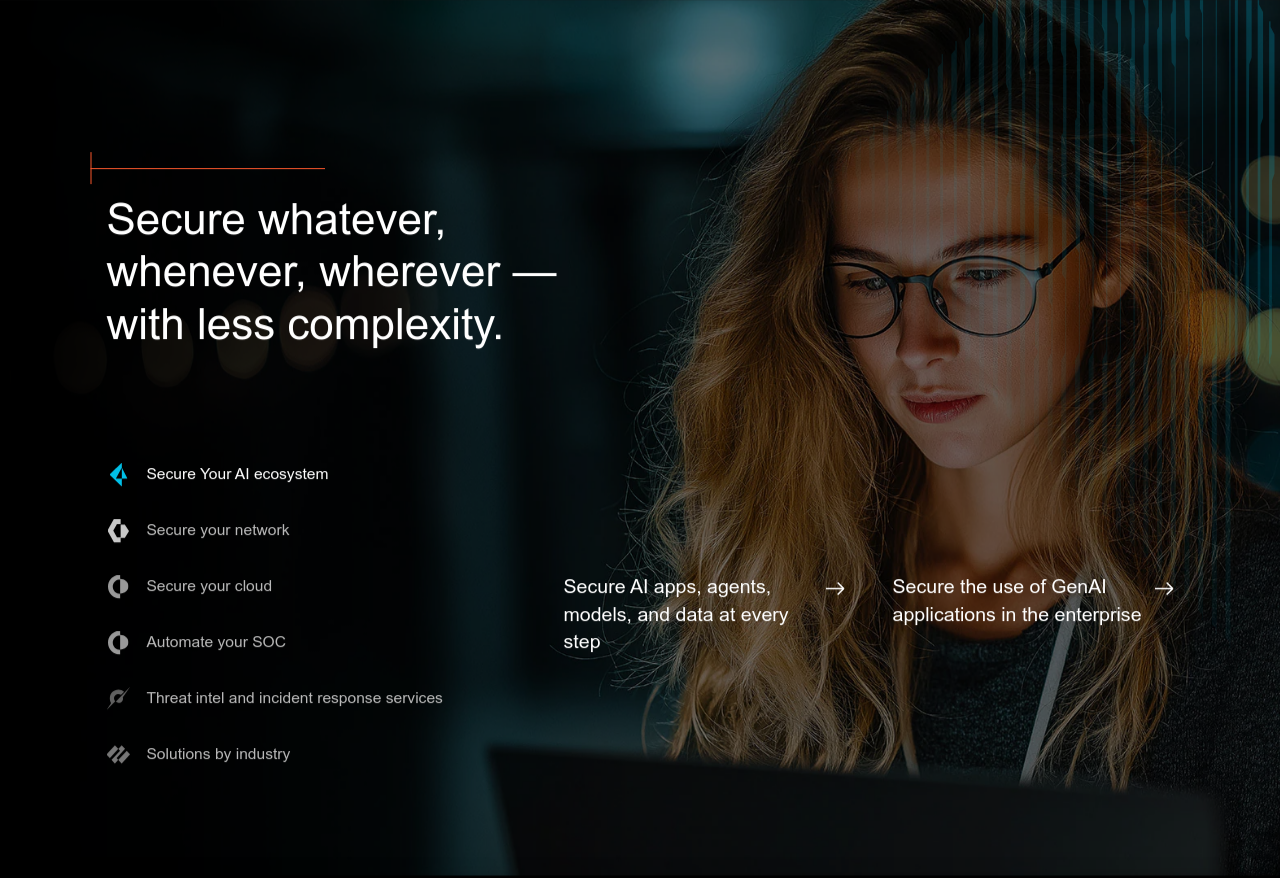 Secure whatever,
whenever, wherever —
with less complexity.
Secure Your AI ecosystem
Secure your network
Secure your cloud
Automate your SOC
Threat intel and incident response services
Solutions by industry
Secure AI apps, agents,
models, and data at every
step
Secure the use of GenAI
applications in the enterprise